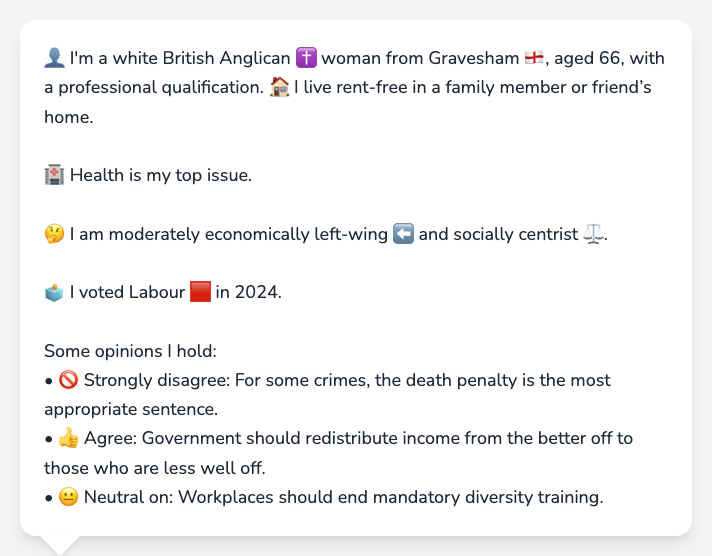 👤 I'm a white British Anglican ✝️ woman from Gravesham 🏴󠁧󠁢󠁥󠁮󠁧󠁿, aged 66, with
a professional qualification. 🏠 I live rent-free in a family member or friend’s
home.
🏥 Health is my top issue.
🤔 I am moderately economically left-wing ⬅️ and socially centrist ⚖️.
🗳️ I voted Labour 🟥 in 2024.
Some opinions I hold:
• 🚫 Strongly disagree: For some crimes, the death penalty is the most
appropriate sentence.
• 👍 Agree: Government should redistribute income from the better off to
those who are less well off.
• 😐 Neutral on: Workplaces should end mandatory diversity training.